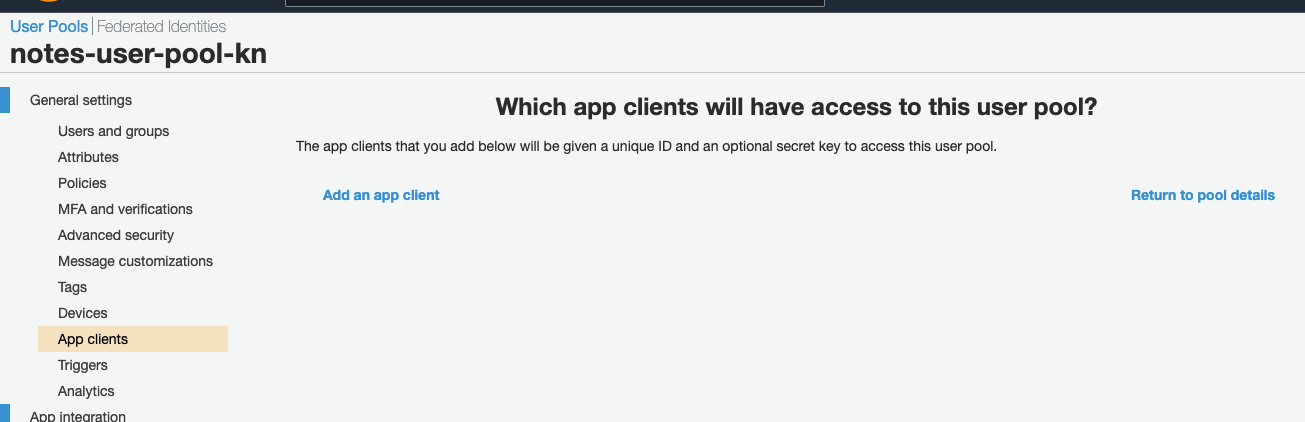 User Pools | Federated Identities
notes-user-pool-kn
General settings
Users and groups
Attributes
Policies
MFA and verifications
Advanced security
Message customizations
Tags
Devices
App clients
Triggers
Analytics
App integration
Which app clients will have access to this user pool?
The app clients that you add below will be given a unique ID and an optional secret key to access this user pool.
Add an app client
Return to pool details